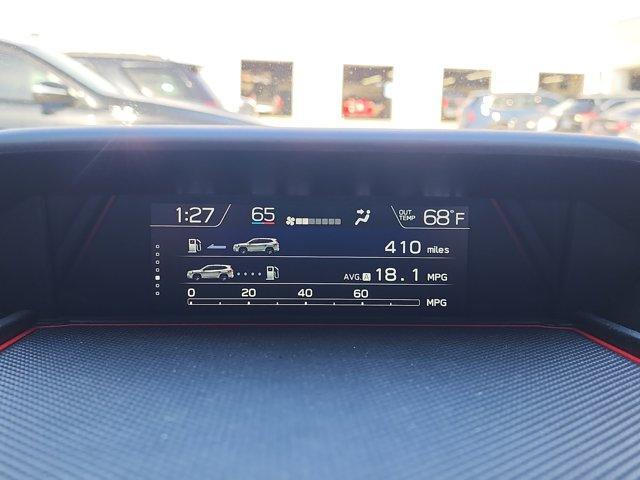 1:27 65 OUT TEMP 68°F
410 miles
AVG. A 18.1 MPG
0 20 40 60 MPG